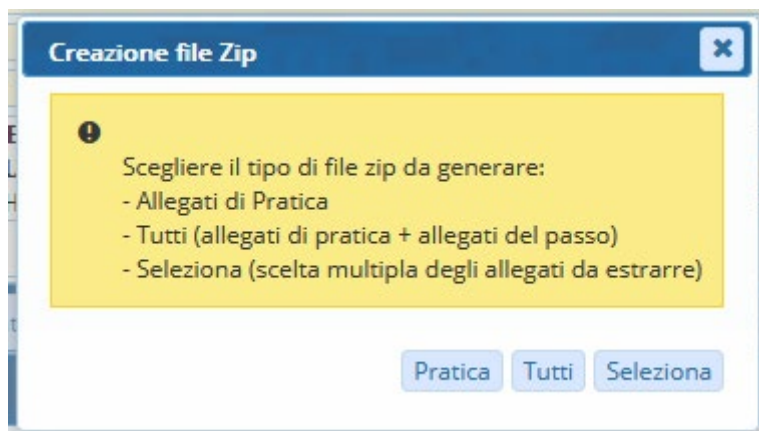 Creazione file Zip
Scegliere il tipo di file zip da generare:
- Allegati di Pratica
- Tutti (allegati di pratica + allegati del passo)
- Seleziona (scelta multipla degli allegati da estrarre)
Pratica Tutti Seleziona